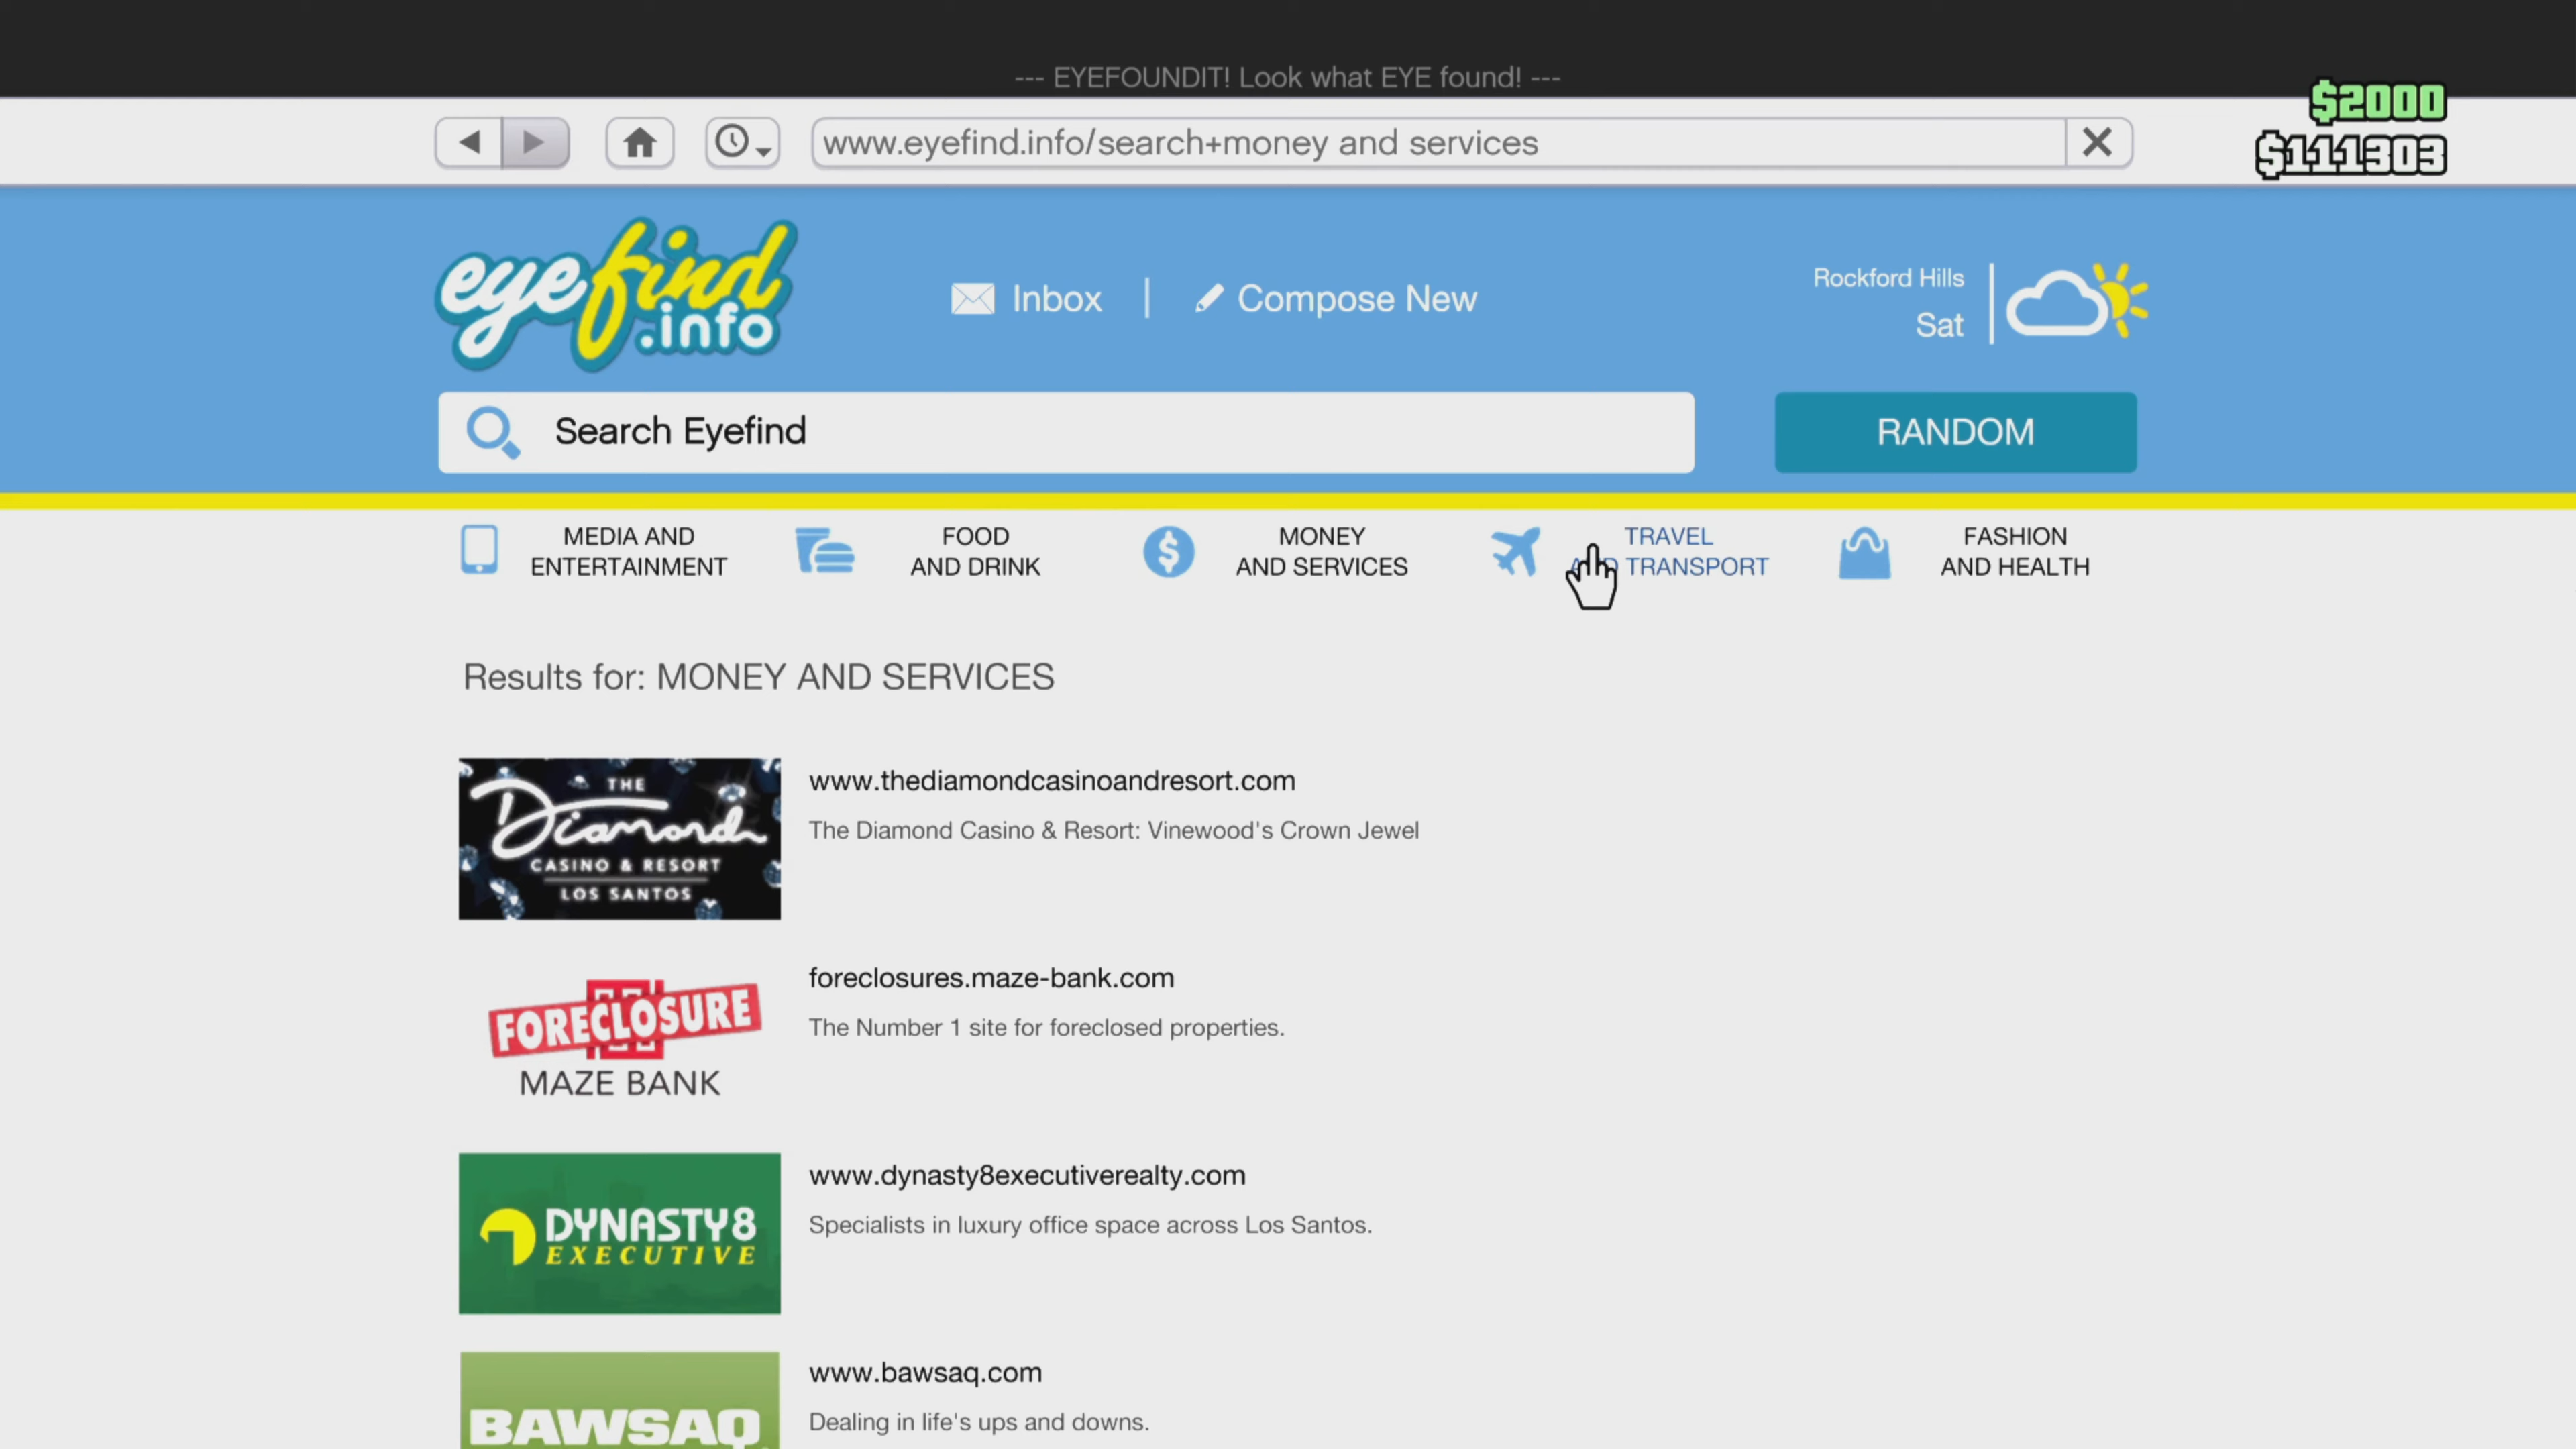 --- EYEFOUNDIT! Look what EYE found! ---
$2000
www.eyefind.info/search+money and services
$111303
eyefind
.info
Inbox
Compose New
Rockford Hills
Sat
Search Eyefind
RANDOM
MEDIA AND
ENTERTAINMENT
FOOD
AND DRINK
MONEY
AND SERVICES
TRAVEL
TRANSPORT
FASHION
AND HEALTH
Results for: MONEY AND SERVICES
THE
Diamond
CASINO & RESORT
LOS SANTOS
www.thediamondcasinoandresort.com
The Diamond Casino & Resort: Vinewood's Crown Jewel
FORECLOSURE
MAZE BANK
foreclosures.maze-bank.com
The Number 1 site for foreclosed properties.
DYNASTY8
EXECUTIVE
www.dynasty8executiverealty.com
Specialists in luxury office space across Los Santos.
BAWSAQ
www.bawsaq.com
Dealing in life's ups and downs.